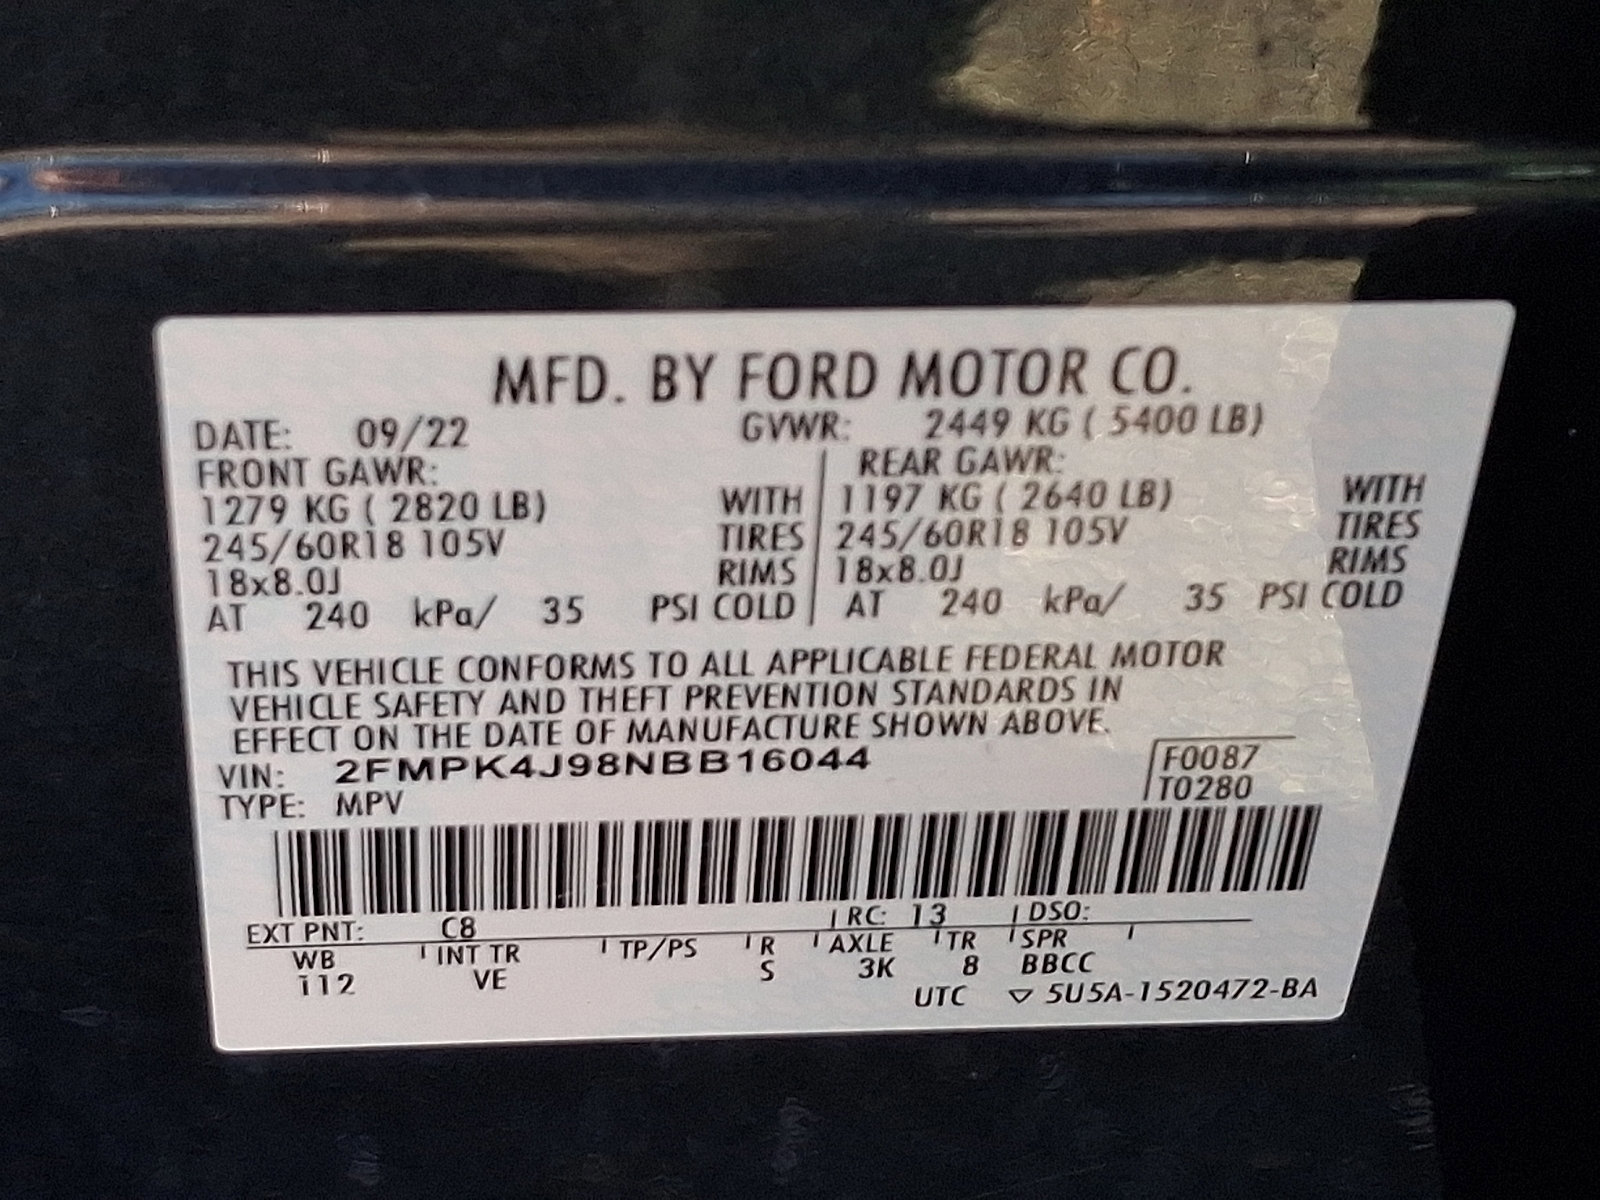 MFD. BY FORD MOTOR CO.
DATE: 09/22 GVWR: 2449 KG ( 5400 LB)
FRONT GAWR: REAR GAWR:
1279 KG ( 2820 LB) WITH 1197 KG ( 2640 LB) WITH
245/60R18 105V TIRES 245/60R18 105V TIRES
18x8.0J RIMS 18x8.0J RIMS
AT 240 kPa/ 35 PSI COLD AT 240 kPa/ 35 PSI COLD
THIS VEHICLE CONFORMS TO ALL APPLICABLE FEDERAL MOTOR
VEHICLE SAFETY AND THEFT PREVENTION STANDARDS IN
EFFECT ON THE DATE OF MANUFACTURE SHOWN ABOVE.
VIN: 2FMPK4J98NBB16044 F0087
TYPE: MPV T0280
EXT PNT: C8 RC: 13 DSO:
WB INT TR TP/PS R AXLE TR SPR
112 VE S 3K 8 BBCC
UTC ▽ 5U5A-1520472-BA